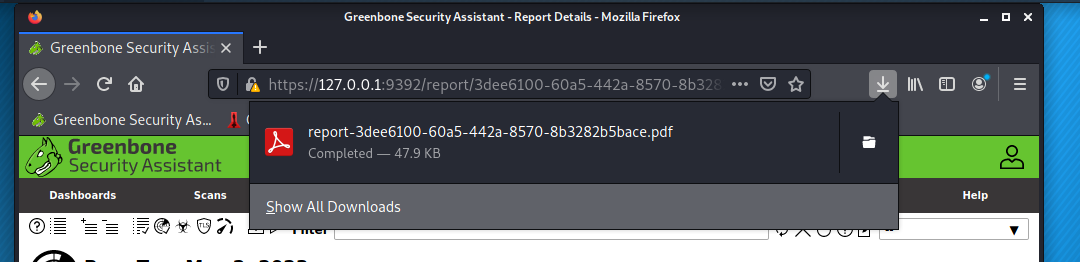 Greenbone Security Assistant - Report Details - Mozilla Firefox
Greenbone Security Assis
https://127.0.0.1:9392/report/3dee6100-60a5-442a-8570-8b328
Greenbone Security As...
report-3dee6100-60a5-442a-8570-8b3282b5bace.pdf
Completed — 47.9 KB
Show All Downloads
Greenbone
Security Assistant
Dashboards
Scans
Help
Filter